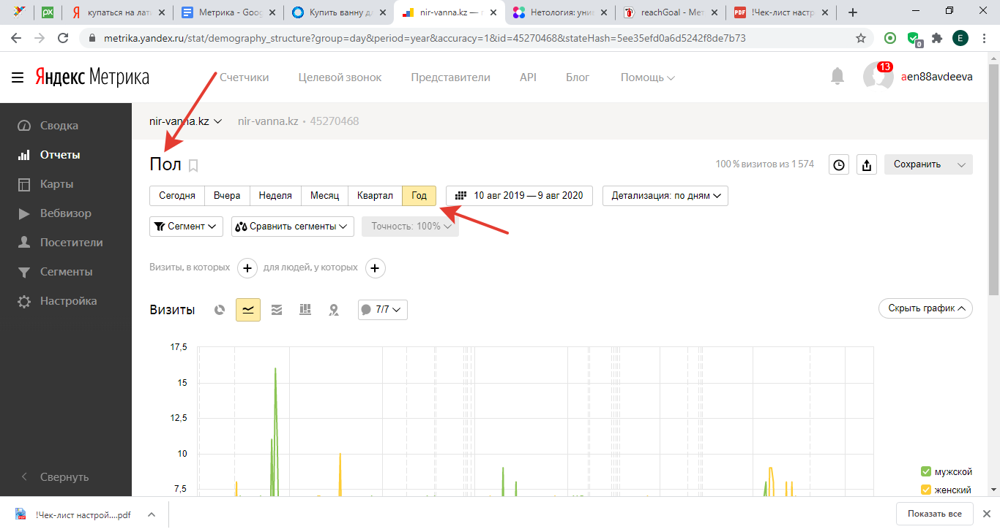 купаться на лат
Метрика - Goog
Купить ванну дл
nir-vanna.kz — г
Нетология: унив
reachGoal - Мет
!Чек-лист настр
metrika.yandex.ru/stat/demography_structure?group=day&period=year&accuracy=1&id=45270468&stateHash=5ee35efd0a6d5242f8de7b73
0
E
Яндекс Метрика
Счетчики
Целевой звонок
Представители
API
Блог
Помощь
13
aen88avdeeva
Сводка
Отчеты
Карты
Вебвизор
Посетители
Сегменты
Настройка
Свернуть
nir-vanna.kz
nir-vanna.kz • 45270468
Пол
100 % визитов из 1 574
Сохранить
Сегодня
Вчера
Неделя
Месяц
Квартал
Год
10 авг 2019 — 9 авг 2020
Детализация: по дням
Сегмент
Сравнить сегменты
Точность: 100%
Визиты, в которых + для людей, у которых +
Визиты
7/7
Скрыть график
17,5
15
12,5
10
7,5
мужской
женский
!Чек-лист настрой....pdf
Показать все